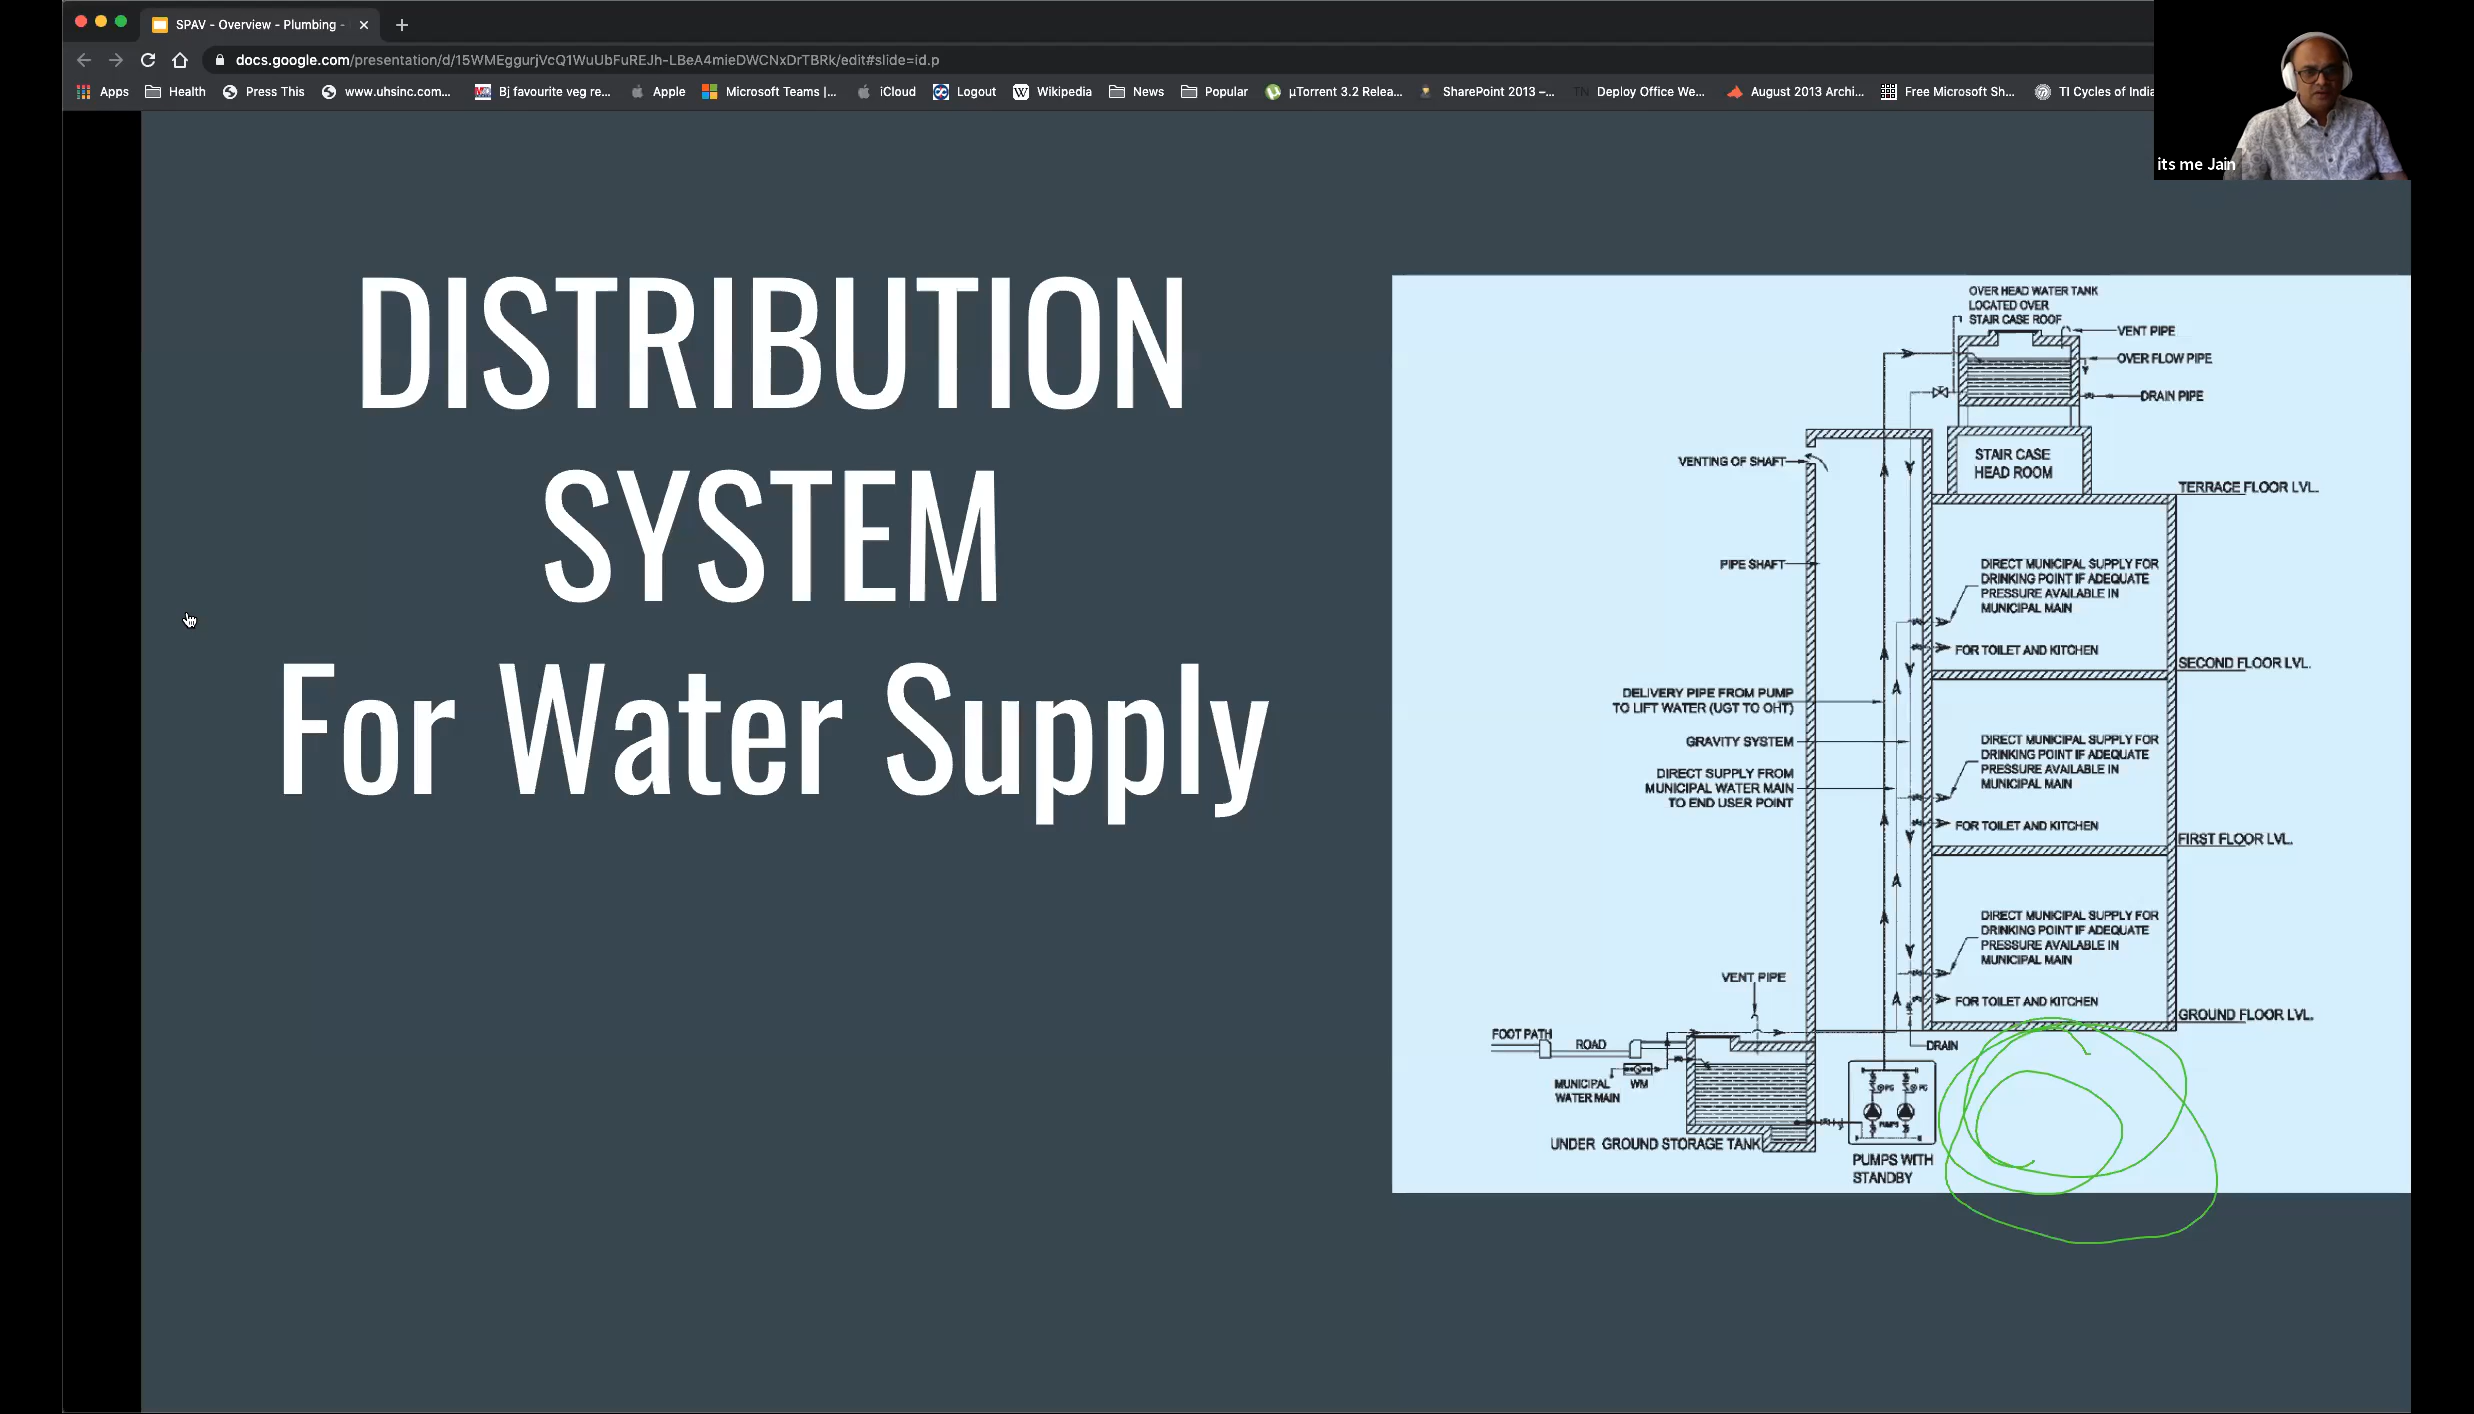 SPAV - Overview - Plumbing -
docs.google.com/presentation/d/15WMEggurjVcQ1WuUbFuREJh-LBeA4mieDWCNxDrTBRk/edit#slide=id.p
Apps Health Press This www.uhsinc.com... Bj favourite veg re... Apple Microsoft Teams |... iCloud Logout Wikipedia News Popular µTorrent 3.2 Relea... SharePoint 2013 –... TN Deploy Office We... August 2013 Archi... Free Microsoft Sh... TI Cycles of India
its me Jain
DISTRIBUTION
SYSTEM
For Water Supply
OVER HEAD WATER TANK
LOCATED OVER
STAIR CASE ROOF
VENT PIPE
OVER FLOW PIPE
DRAIN PIPE
STAIR CASE
HEAD ROOM
VENTING OF SHAFT
TERRACE FLOOR LVL.
PIPE SHAFT
DIRECT MUNICIPAL SUPPLY FOR
DRINKING POINT IF ADEQUATE
PRESSURE AVAILABLE IN
MUNICIPAL MAIN
FOR TOILET AND KITCHEN
SECOND FLOOR LVL.
DELIVERY PIPE FROM PUMP
TO LIFT WATER (UGT TO OHT)
GRAVITY SYSTEM
DIRECT SUPPLY FROM
MUNICIPAL WATER MAIN
TO END USER POINT
DIRECT MUNICIPAL SUPPLY FOR
DRINKING POINT IF ADEQUATE
PRESSURE AVAILABLE IN
MUNICIPAL MAIN
FOR TOILET AND KITCHEN
FIRST FLOOR LVL.
DIRECT MUNICIPAL SUPPLY FOR
DRINKING POINT IF ADEQUATE
PRESSURE AVAILABLE IN
MUNICIPAL MAIN
FOR TOILET AND KITCHEN
GROUND FLOOR LVL.
VENT PIPE
FOOT PATH
ROAD
DRAIN
MUNICIPAL
WATER MAIN
WM
PG PG
PUMPS
UNDER GROUND STORAGE TANK
PUMPS WITH
STANDBY